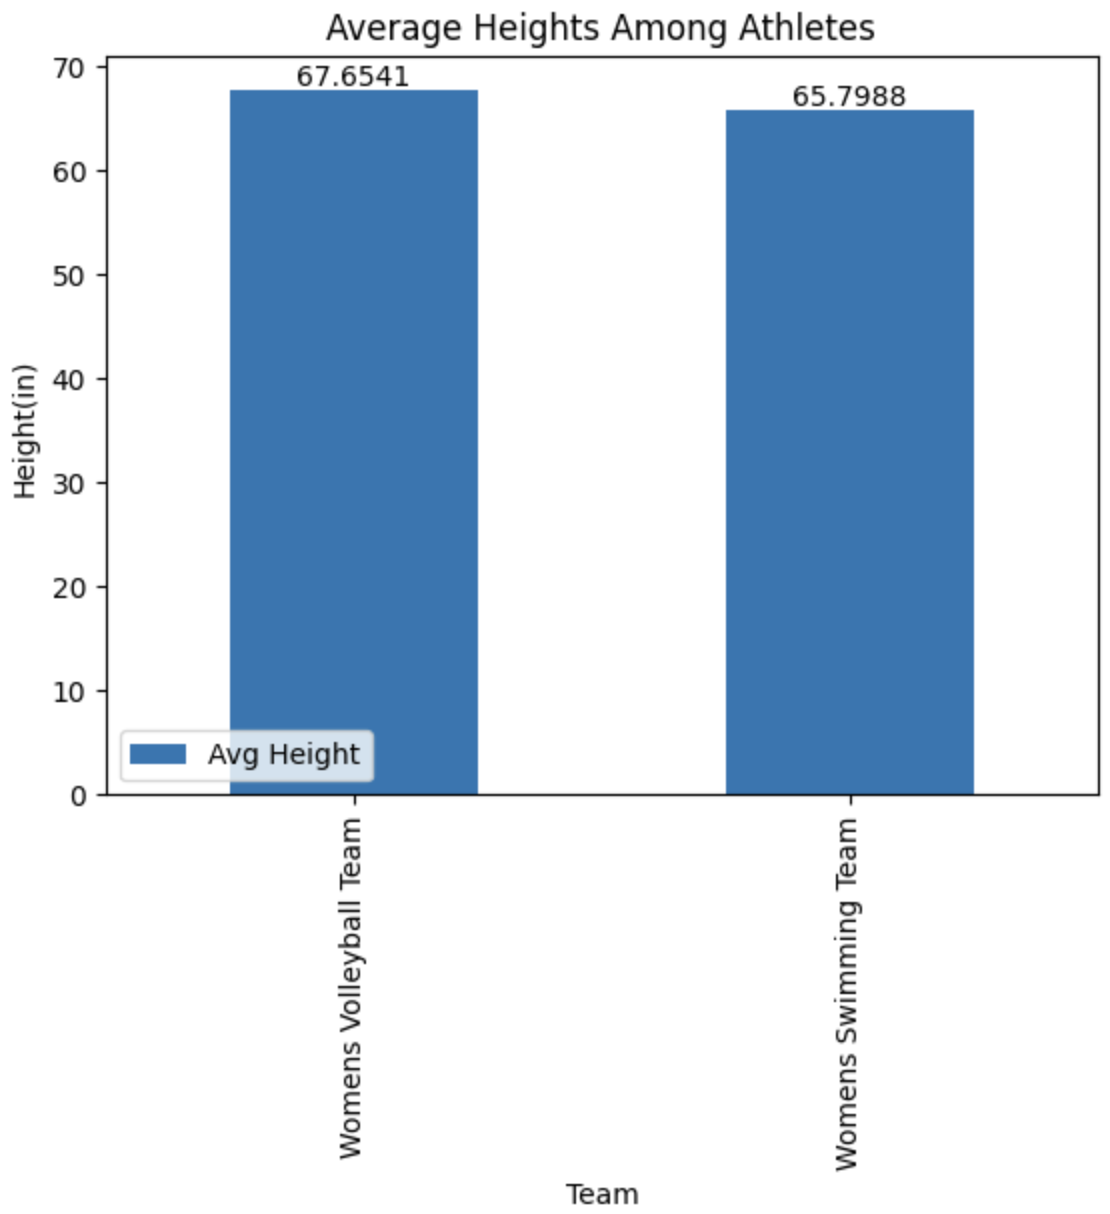 Average Heights Among Athletes
67.6541
65.7988
70
60
50
40
30
20
10
0
Height(in)
Avg Height
Womens Volleyball Team
Womens Swimming Team
Team